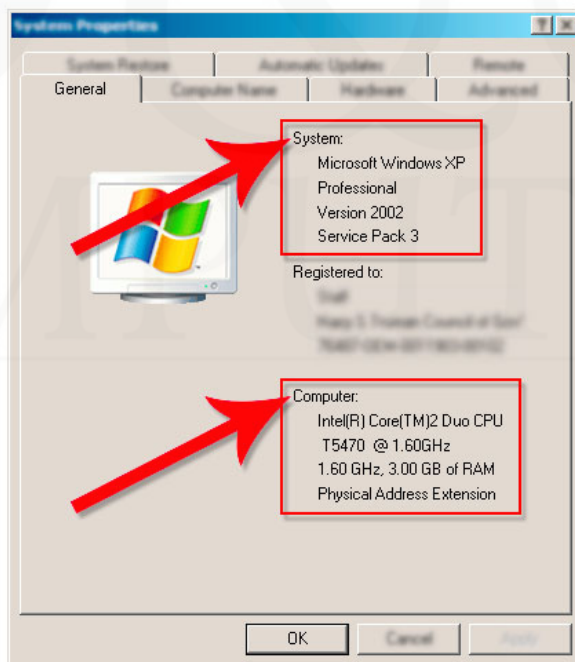 System Properties
System Restore
Automatic Updates
Remote
General
Computer Name
Hardware
Advanced
System:
Microsoft Windows XP
Professional
Version 2002
Service Pack 3
Registered to:
Staff
Computer:
Intel(R) Core(TM)2 Duo CPU
T5470 @ 1.60GHz
1.60 GHz, 3.00 GB of RAM
Physical Address Extension
OK
Cancel
Apply